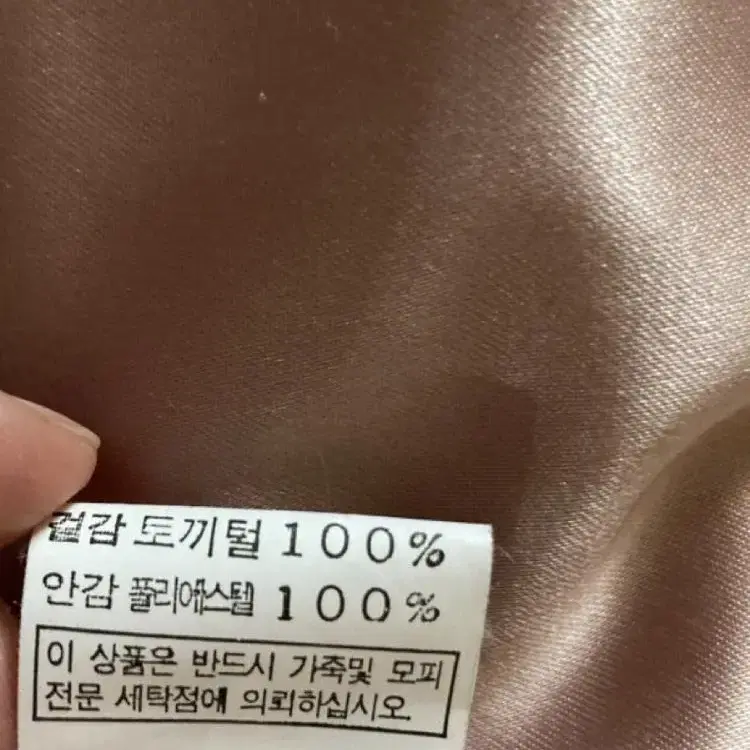 겉감 토끼털 100%
안감 폴리에스텔 100%
이 상품은 반드시 가죽및 모피
전문 세탁점에 의뢰하십시오.